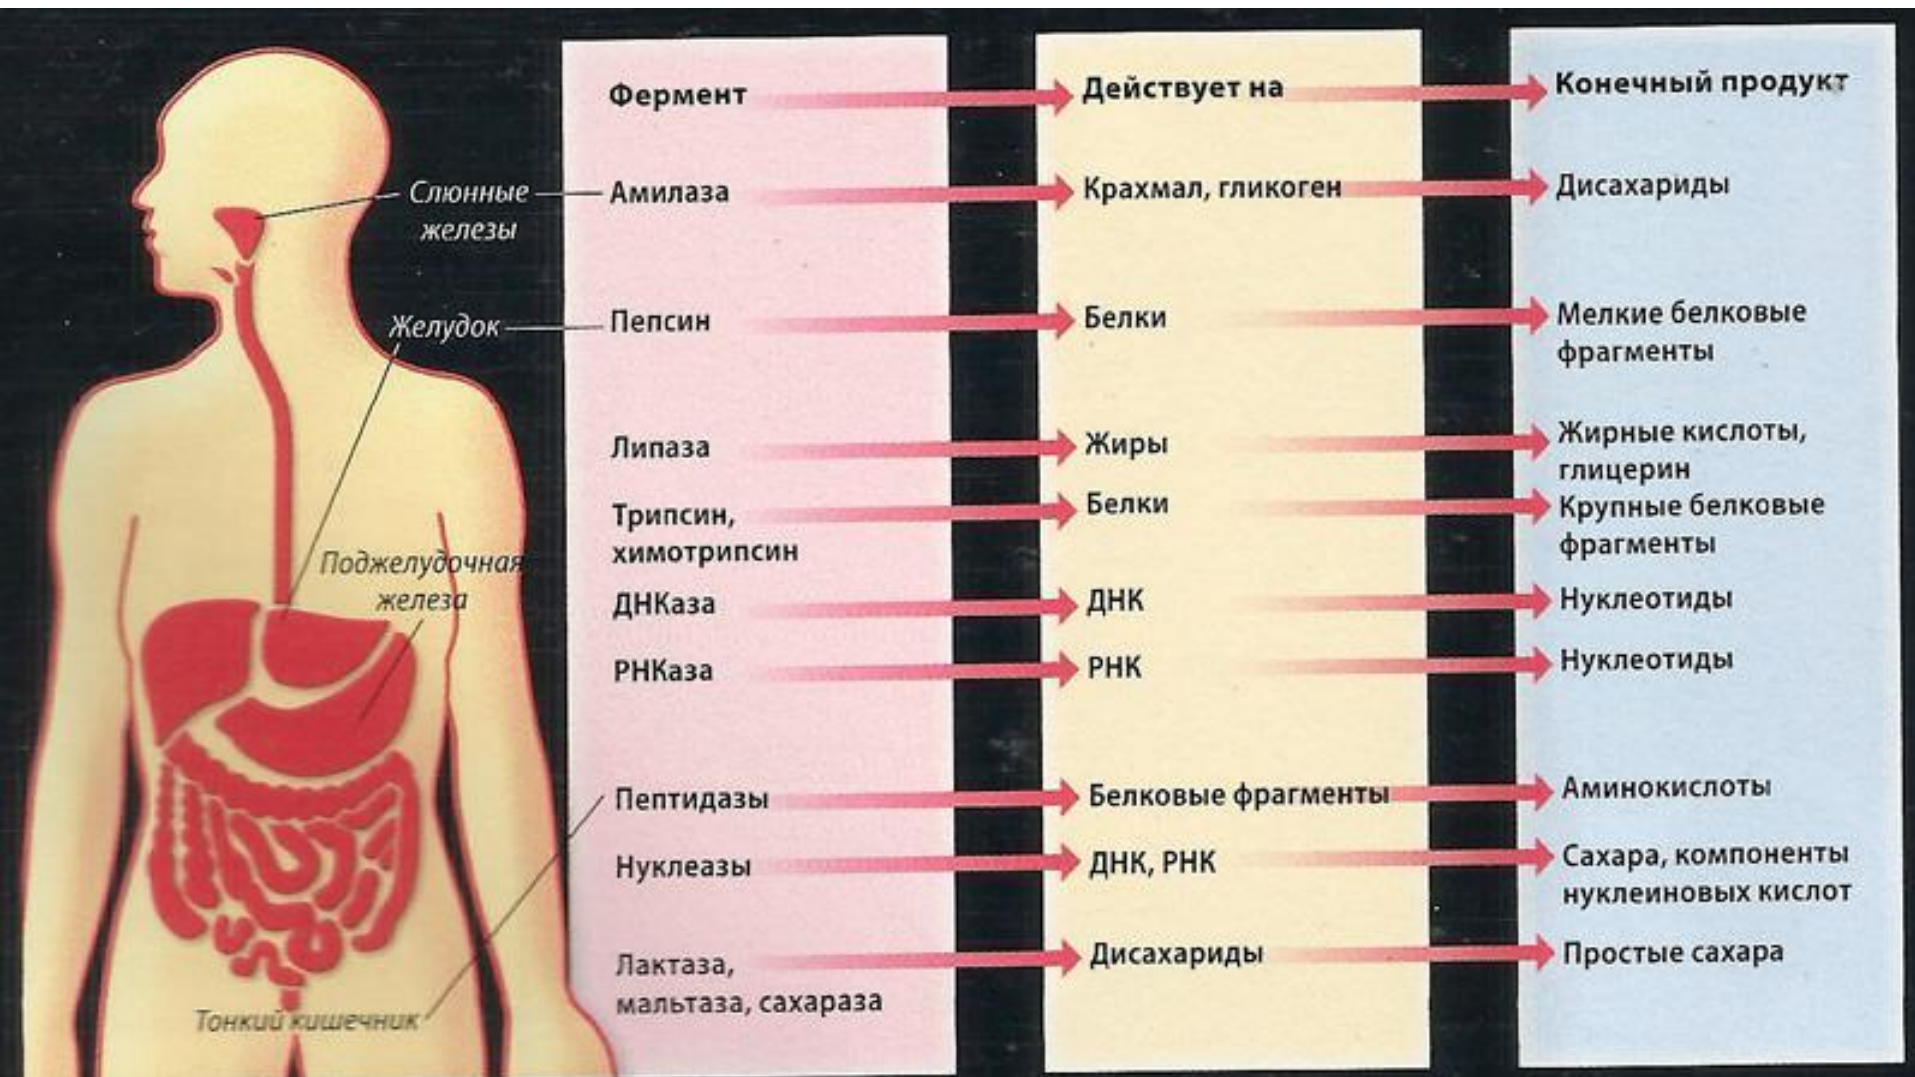 Фермент
Действует на
Конечный продукт
Слюнные
железы
Амилаза
Крахмал, гликоген
Дисахариды
Желудок
Пепсин
Белки
Мелкие белковые
фрагменты
Липаза
Жиры
Жирные кислоты,
глицерин
Поджелудочная
железа
Трипсин,
химотрипсин
Белки
Крупные белковые
фрагменты
ДНКаза
ДНК
Нуклеотиды
РНКаза
РНК
Нуклеотиды
Тонкий кишечник
Пептидазы
Белковые фрагменты
Аминокислоты
Нуклеазы
ДНК, РНК
Сахара, компоненты
нуклеиновых кислот
Лактаза,
мальтаза, сахараза
Дисахариды
Простые сахара